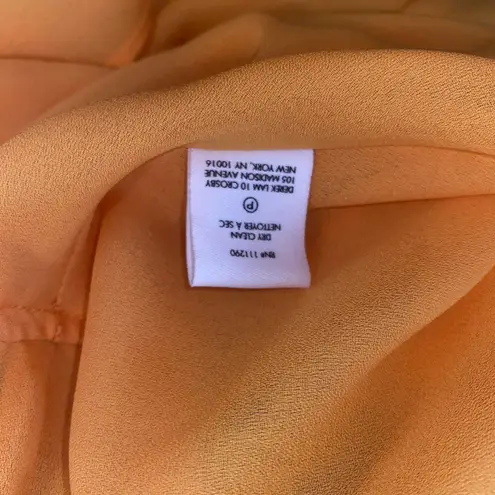 RN# 111290
DRY CLEAN
NETTOYER À SEC
P
DEREK LAM 10 CROSBY
105 MADISON AVENUE
NEW YORK, NY 10016